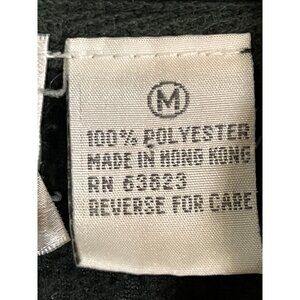 M
100% POLYESTER
MADE IN HONG KONG
RN 63823
REVERSE FOR CARE